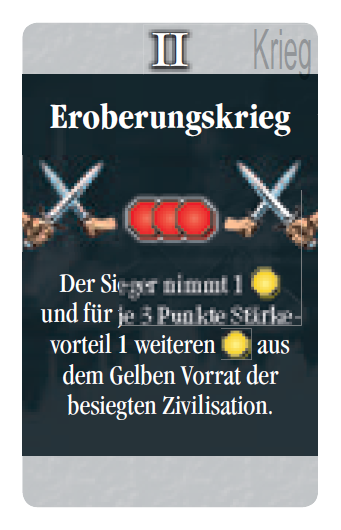 II
Krieg
Eroberungskrieg
Der Sieger nimmt 1
und für je 3 Punkte Stärke-
vorteil 1 weiteren aus
dem Gelben Vorrat der
besiegten Zivilisation.